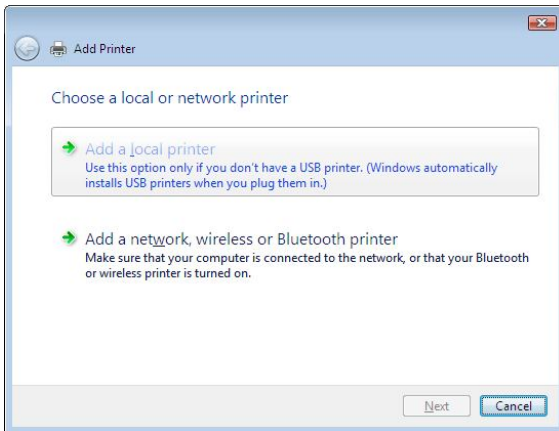 Add Printer
Choose a local or network printer
Add a local printer
Use this option only if you don't have a USB printer. (Windows automatically
installs USB printers when you plug them in.)
Add a network, wireless or Bluetooth printer
Make sure that your computer is connected to the network, or that your Bluetooth
or wireless printer is turned on.
Next
Cancel